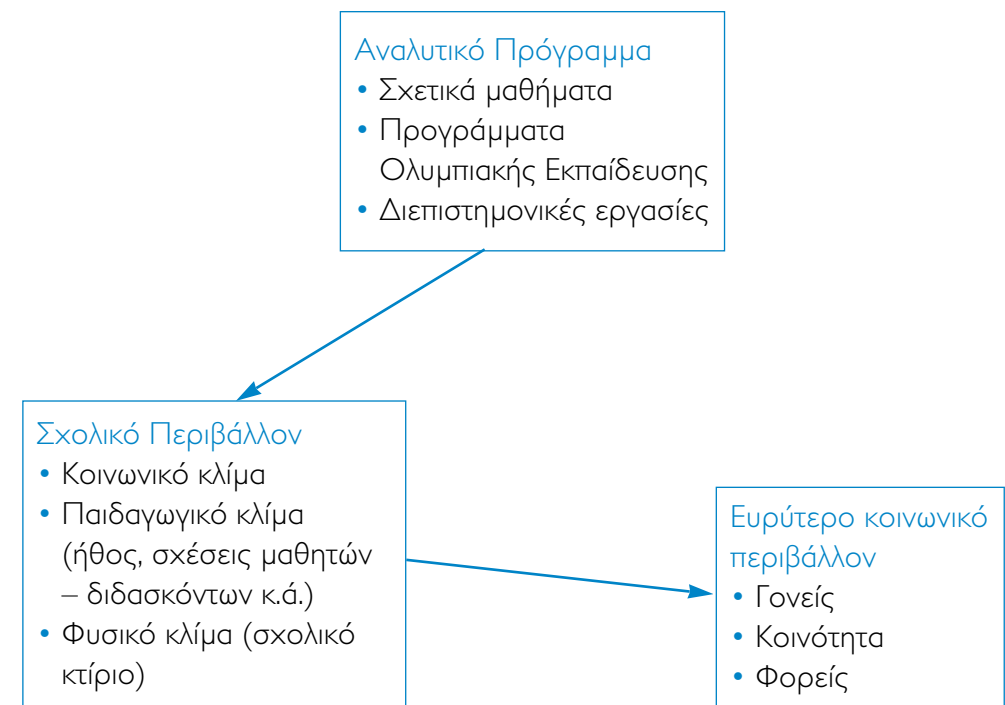 Αναλυτικό Πρόγραμμα
• Σχετικά μαθήματα
• Προγράμματα
Ολυμπιακής Εκπαίδευσης
• Διεπιστημονικές εργασίες
Σχολικό Περιβάλλον
• Κοινωνικό κλίμα
• Παιδαγωγικό κλίμα
(ήθος, σχέσεις μαθητών
– διδασκόντων κ.ά.)
• Φυσικό κλίμα (σχολικό
κτίριο)
Ευρύτερο κοινωνικό
περιβάλλον
• Γονείς
• Κοινότητα
• Φορείς